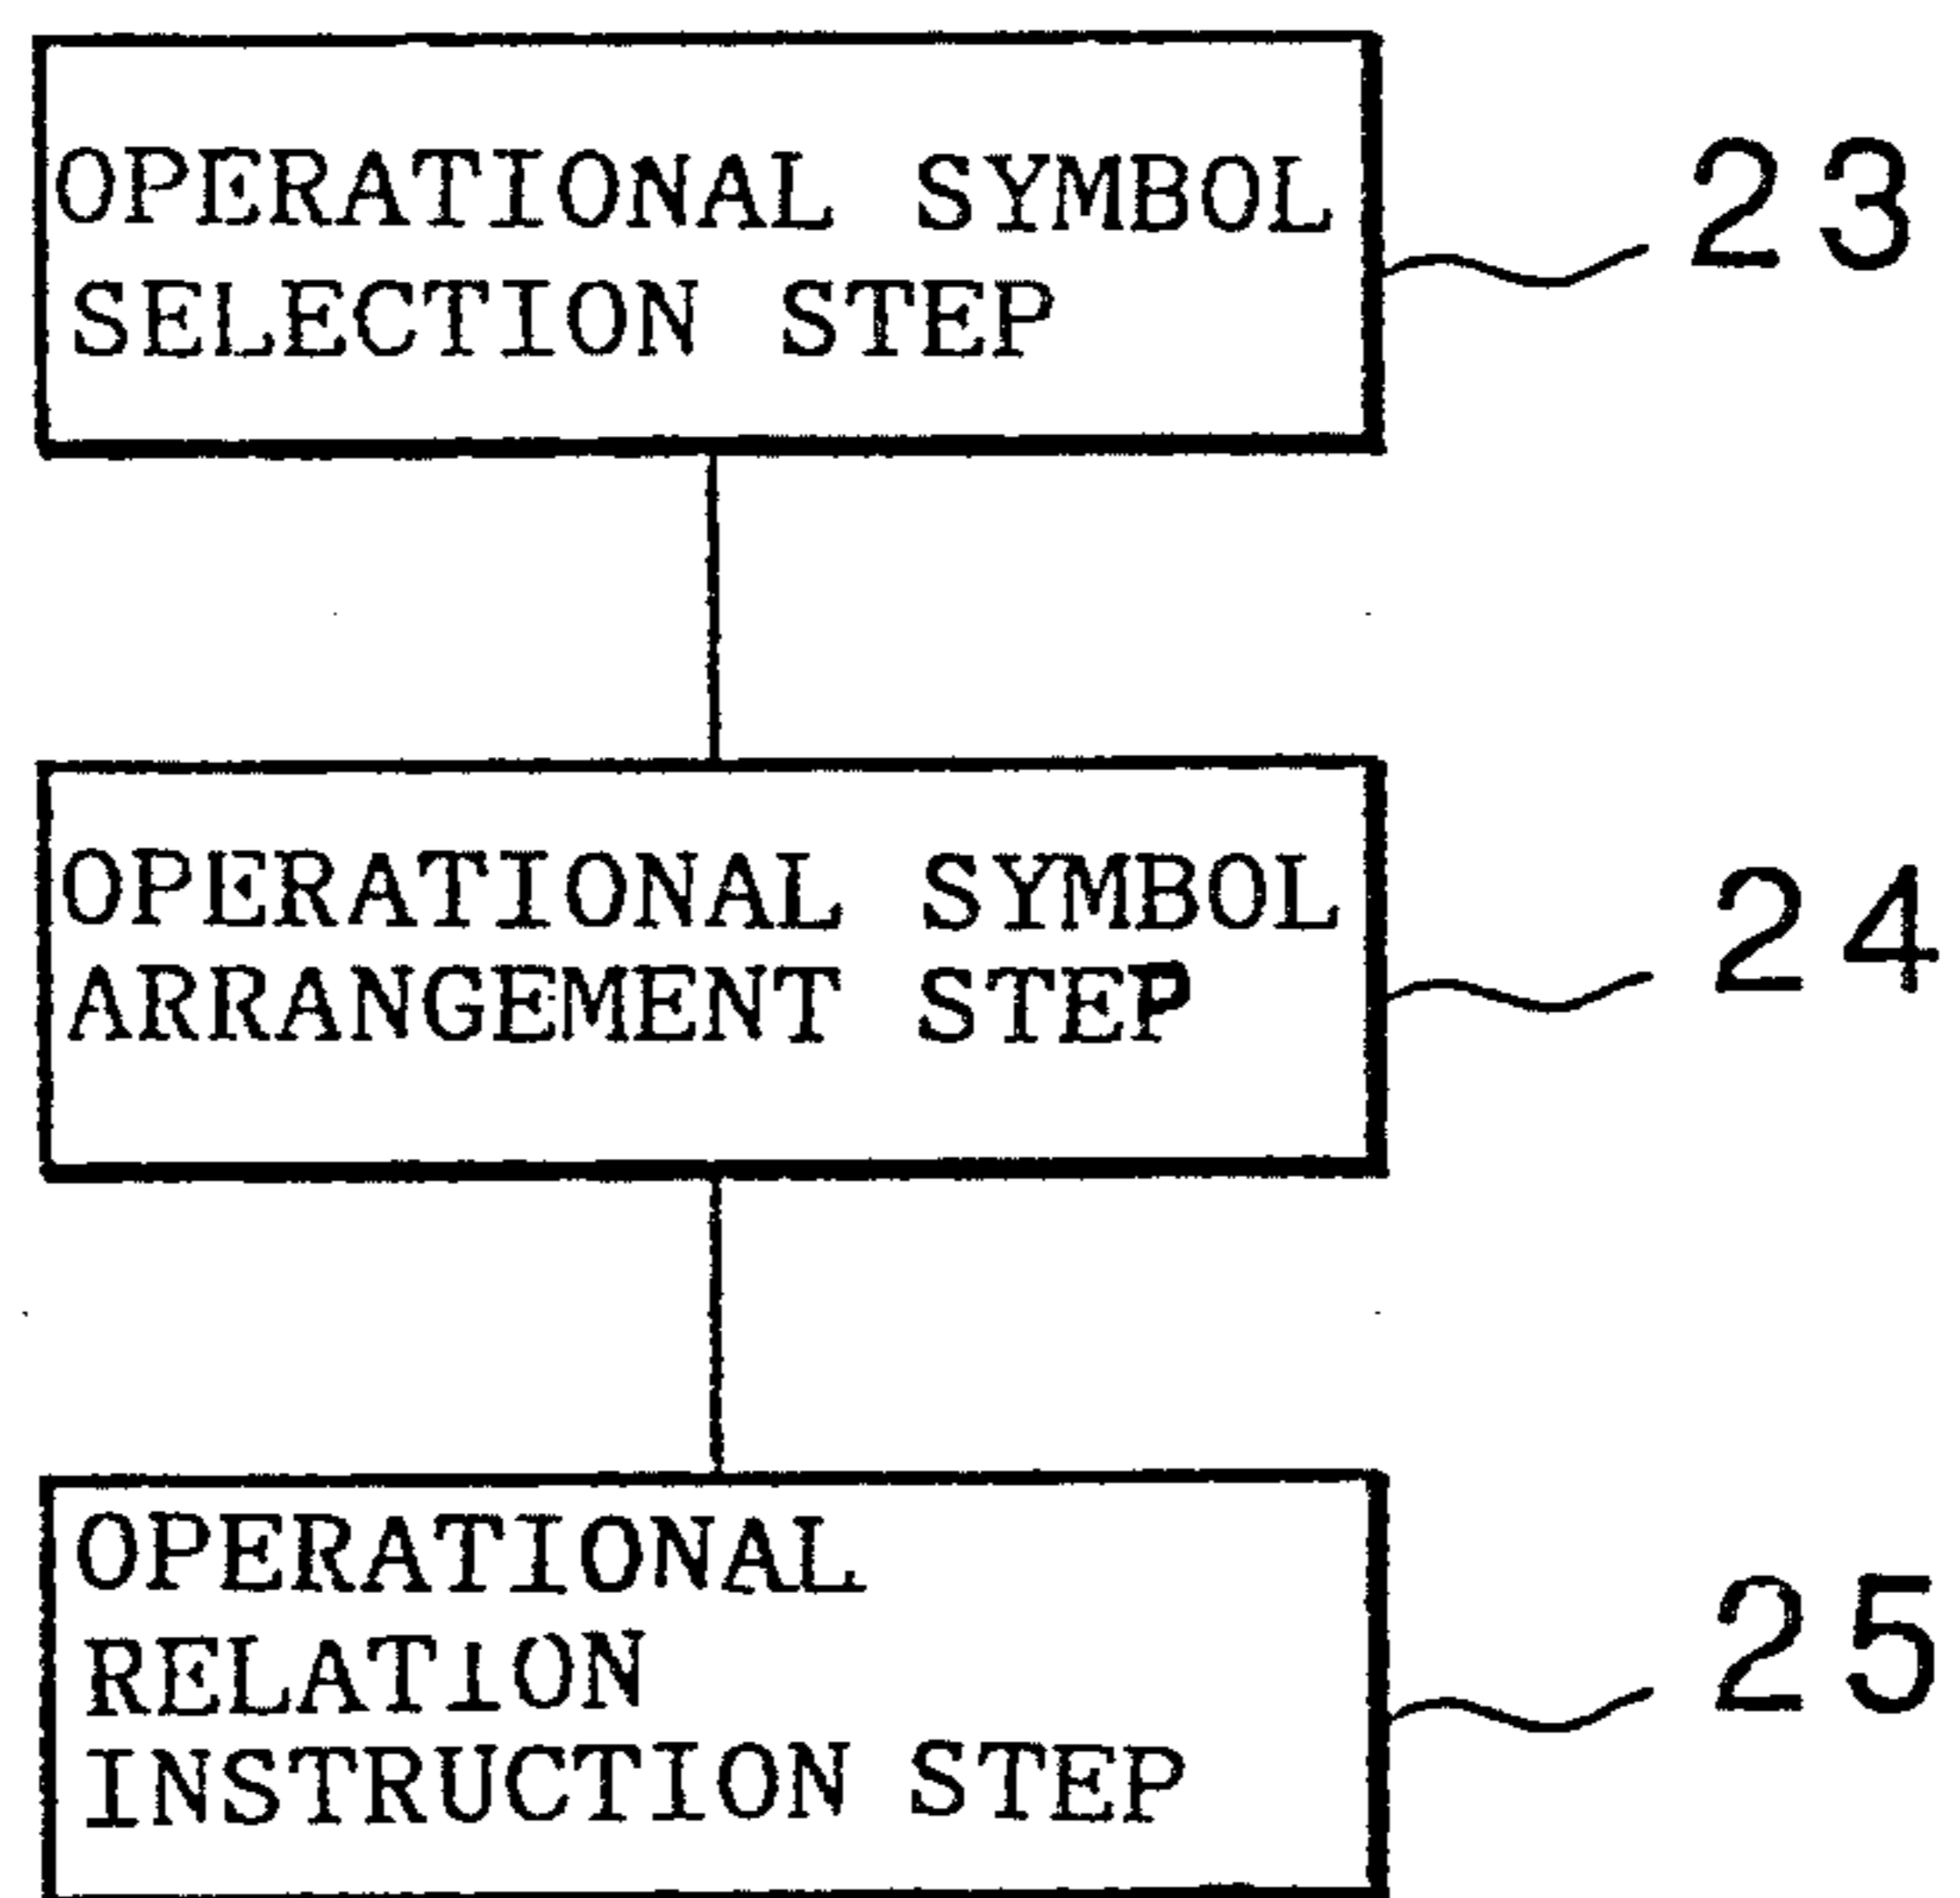 OPERATIONAL SYMBOL
SELECTION STEP
23
OPERATIONAL SYMBOL
ARRANGEMENT STEP
24
OPERATIONAL
RELATION
INSTRUCTION STEP
25